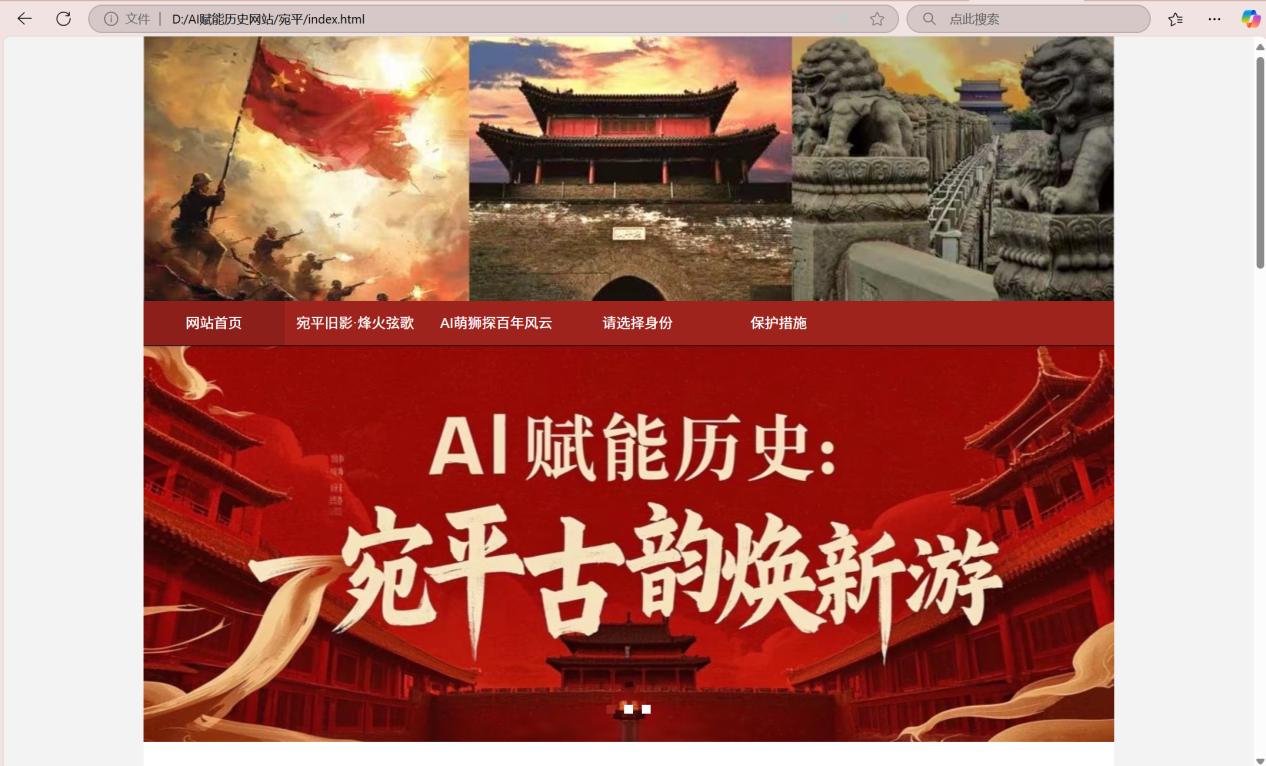 文件
D:/AI赋能历史网站/宛平/index.html
点此搜索
网站首页
宛平旧影·烽火弦歌
AI萌狮探百年风云
请选择身份
保护措施
AI赋能历史:
宛平古韵焕新游